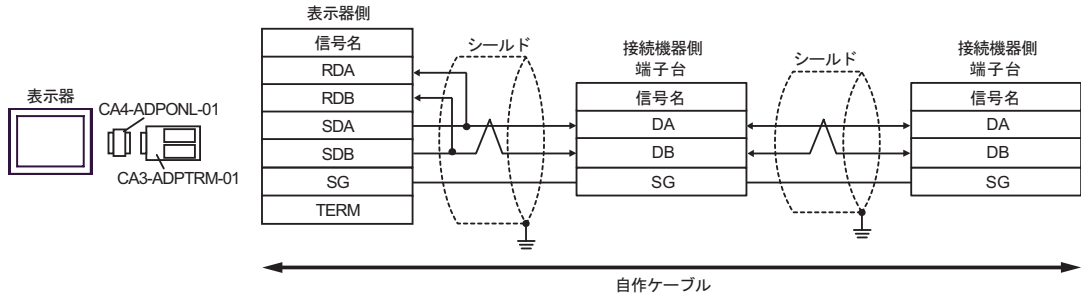 表示器
CA4-ADPONL-01
CA3-ADPTRM-01
表示器側
信号名
RDA
RDB
SDA
SDB
SG
TERM
シールド
接続機器側
端子台
信号名
DA
DB
SG
シールド
接続機器側
端子台
信号名
DA
DB
SG
自作ケーブル